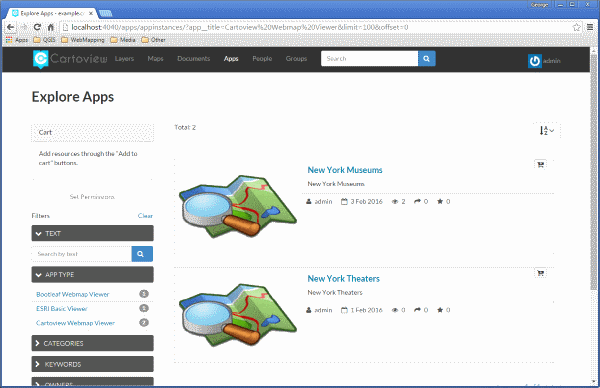 George
Explore Apps - example.c
localhost:4040/apps/appinstances/?app__title=Cartoview%20Webmap%20Viewer&limit=100&offset=0
Apps QGIS WebMapping Media Other
Cartoview Layers Maps Documents Apps People Groups Search admin
Explore Apps
Cart
Add resources through the "Add to
cart" buttons.
Set Permissions
Filters Clear
TEXT
Search by text
APP TYPE
Bootleaf Webmap Viewer
ESRI Basic Viewer
Cartoview Webmap Viewer 2
CATEGORIES
KEYWORDS
OWNERS
Total: 2
New York Museums
New York Museums
admin 3 Feb 2016 2 0 0
New York Theaters
New York Theaters
admin 1 Feb 2016 0 0 0